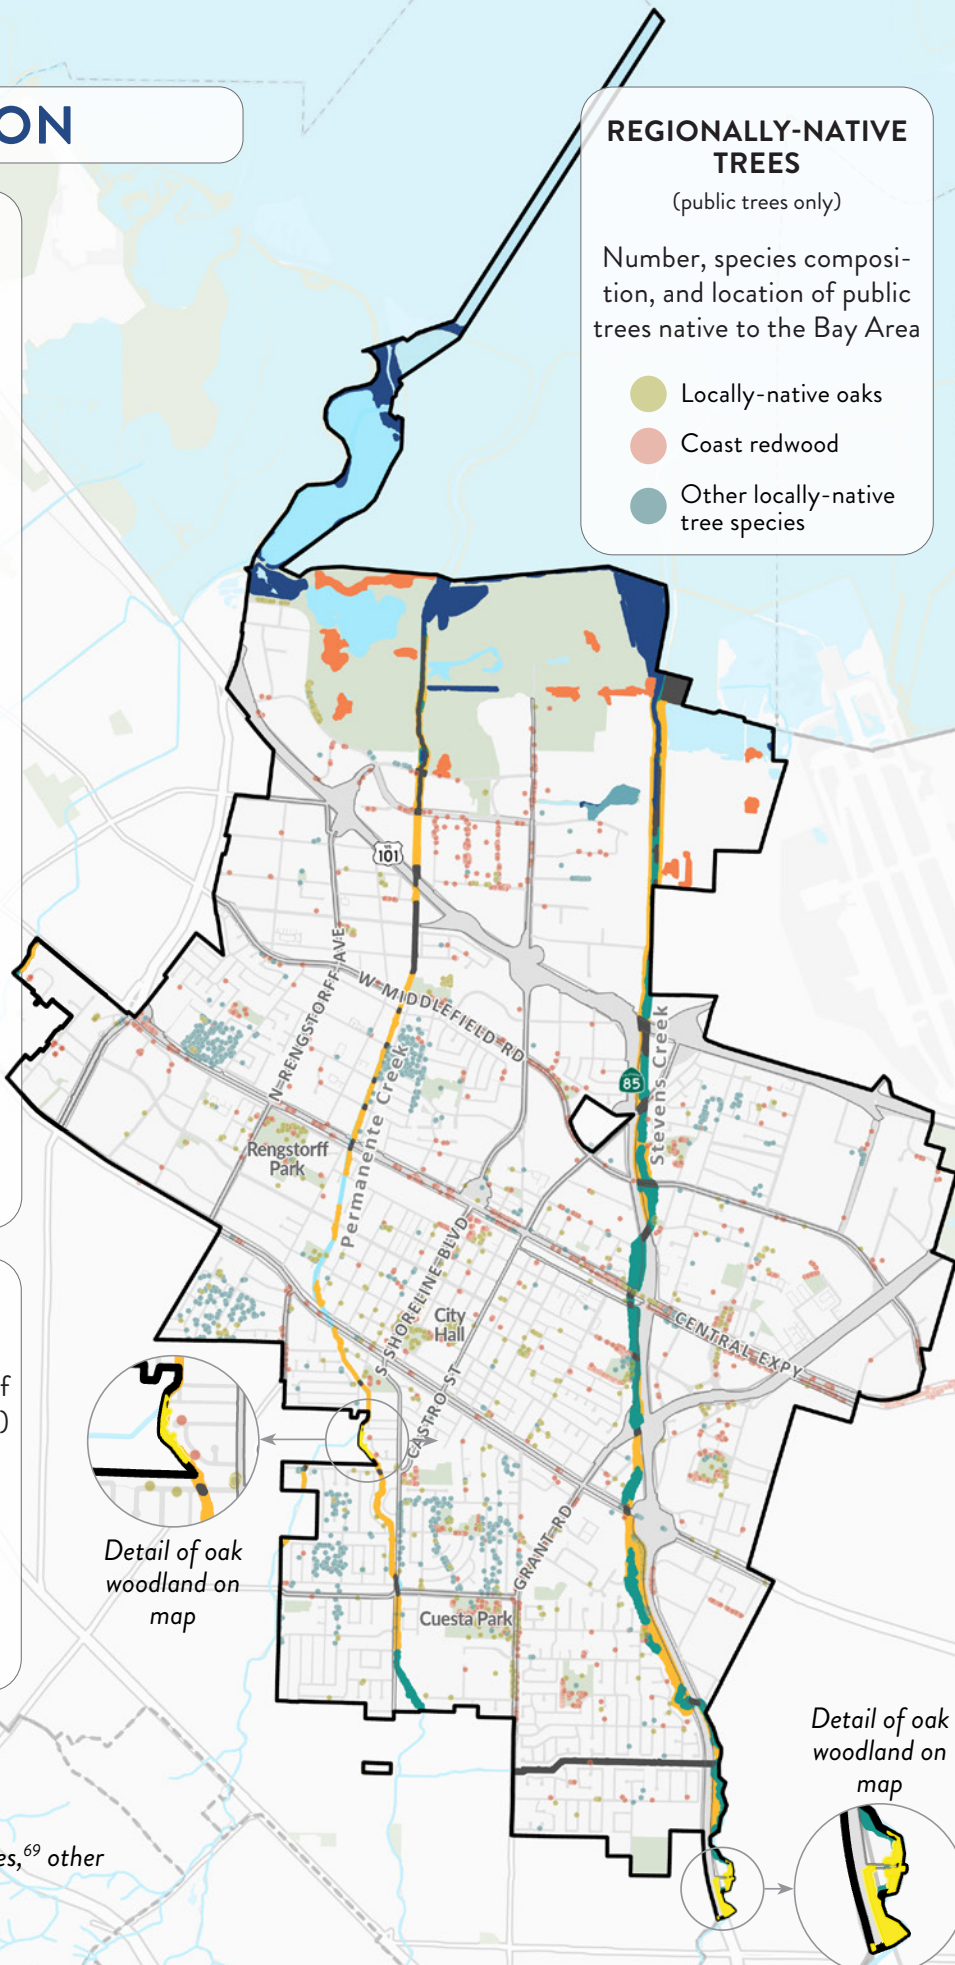 ON
REGIONALLY-NATIVE
TREES
(public trees only)
Number, species composi-
tion, and location of public
trees native to the Bay Area
Locally-native oaks
Coast redwood
Other locally-native
tree species
US
101
N RENGSTORFF AVE
W MIDDLEFIELD RD
Permanente Creek
85
Stevens Creek
Rengstorff
Park
S SHORELINE BLVD
City
Hall
CENTRAL EXPY
CASTRO ST
f
)
Detail of oak
woodland on
map
GRANT RD
Cuesta Park
Detail of oak
woodland on
map
es,⁶⁹ other